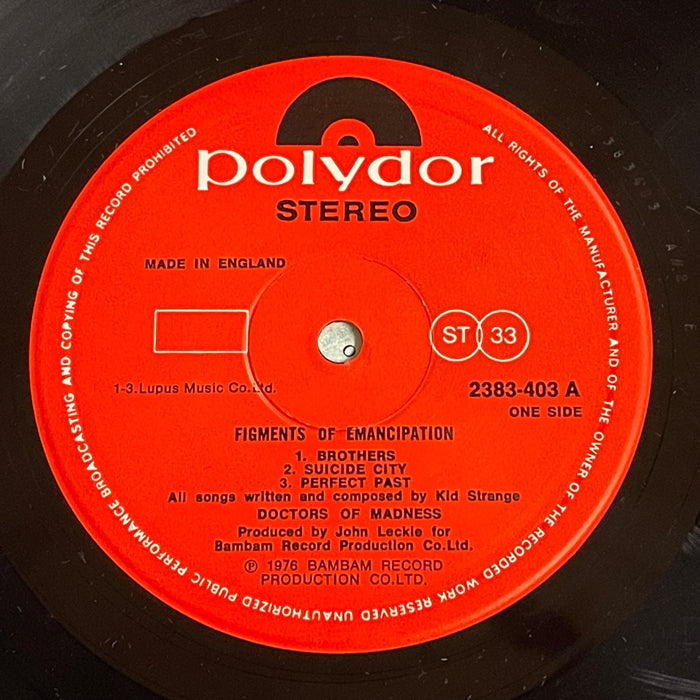 polydor
STEREO
MADE IN ENGLAND
ST 33
1-3.Lupus Music Co.Ltd.
2383-403 A
ONE SIDE
FIGMENTS OF EMANCIPATION
1. BROTHERS
2. SUICIDE CITY
3. PERFECT PAST
All songs written and composed by Kid Strange
DOCTORS OF MADNESS
Produced by John Leckie for
Bambam Record Production Co.Ltd.
℗ 1976 BAMBAM RECORD
PRODUCTION CO.LTD.
ALL RIGHTS OF THE MANUFACTURER AND OF THE OWNER OF THE RECORDED WORK RESERVED UNAUTHORIZED PUBLIC PERFORMANCE BROADCASTING AND COPYING OF THIS RECORD PROHIBITED